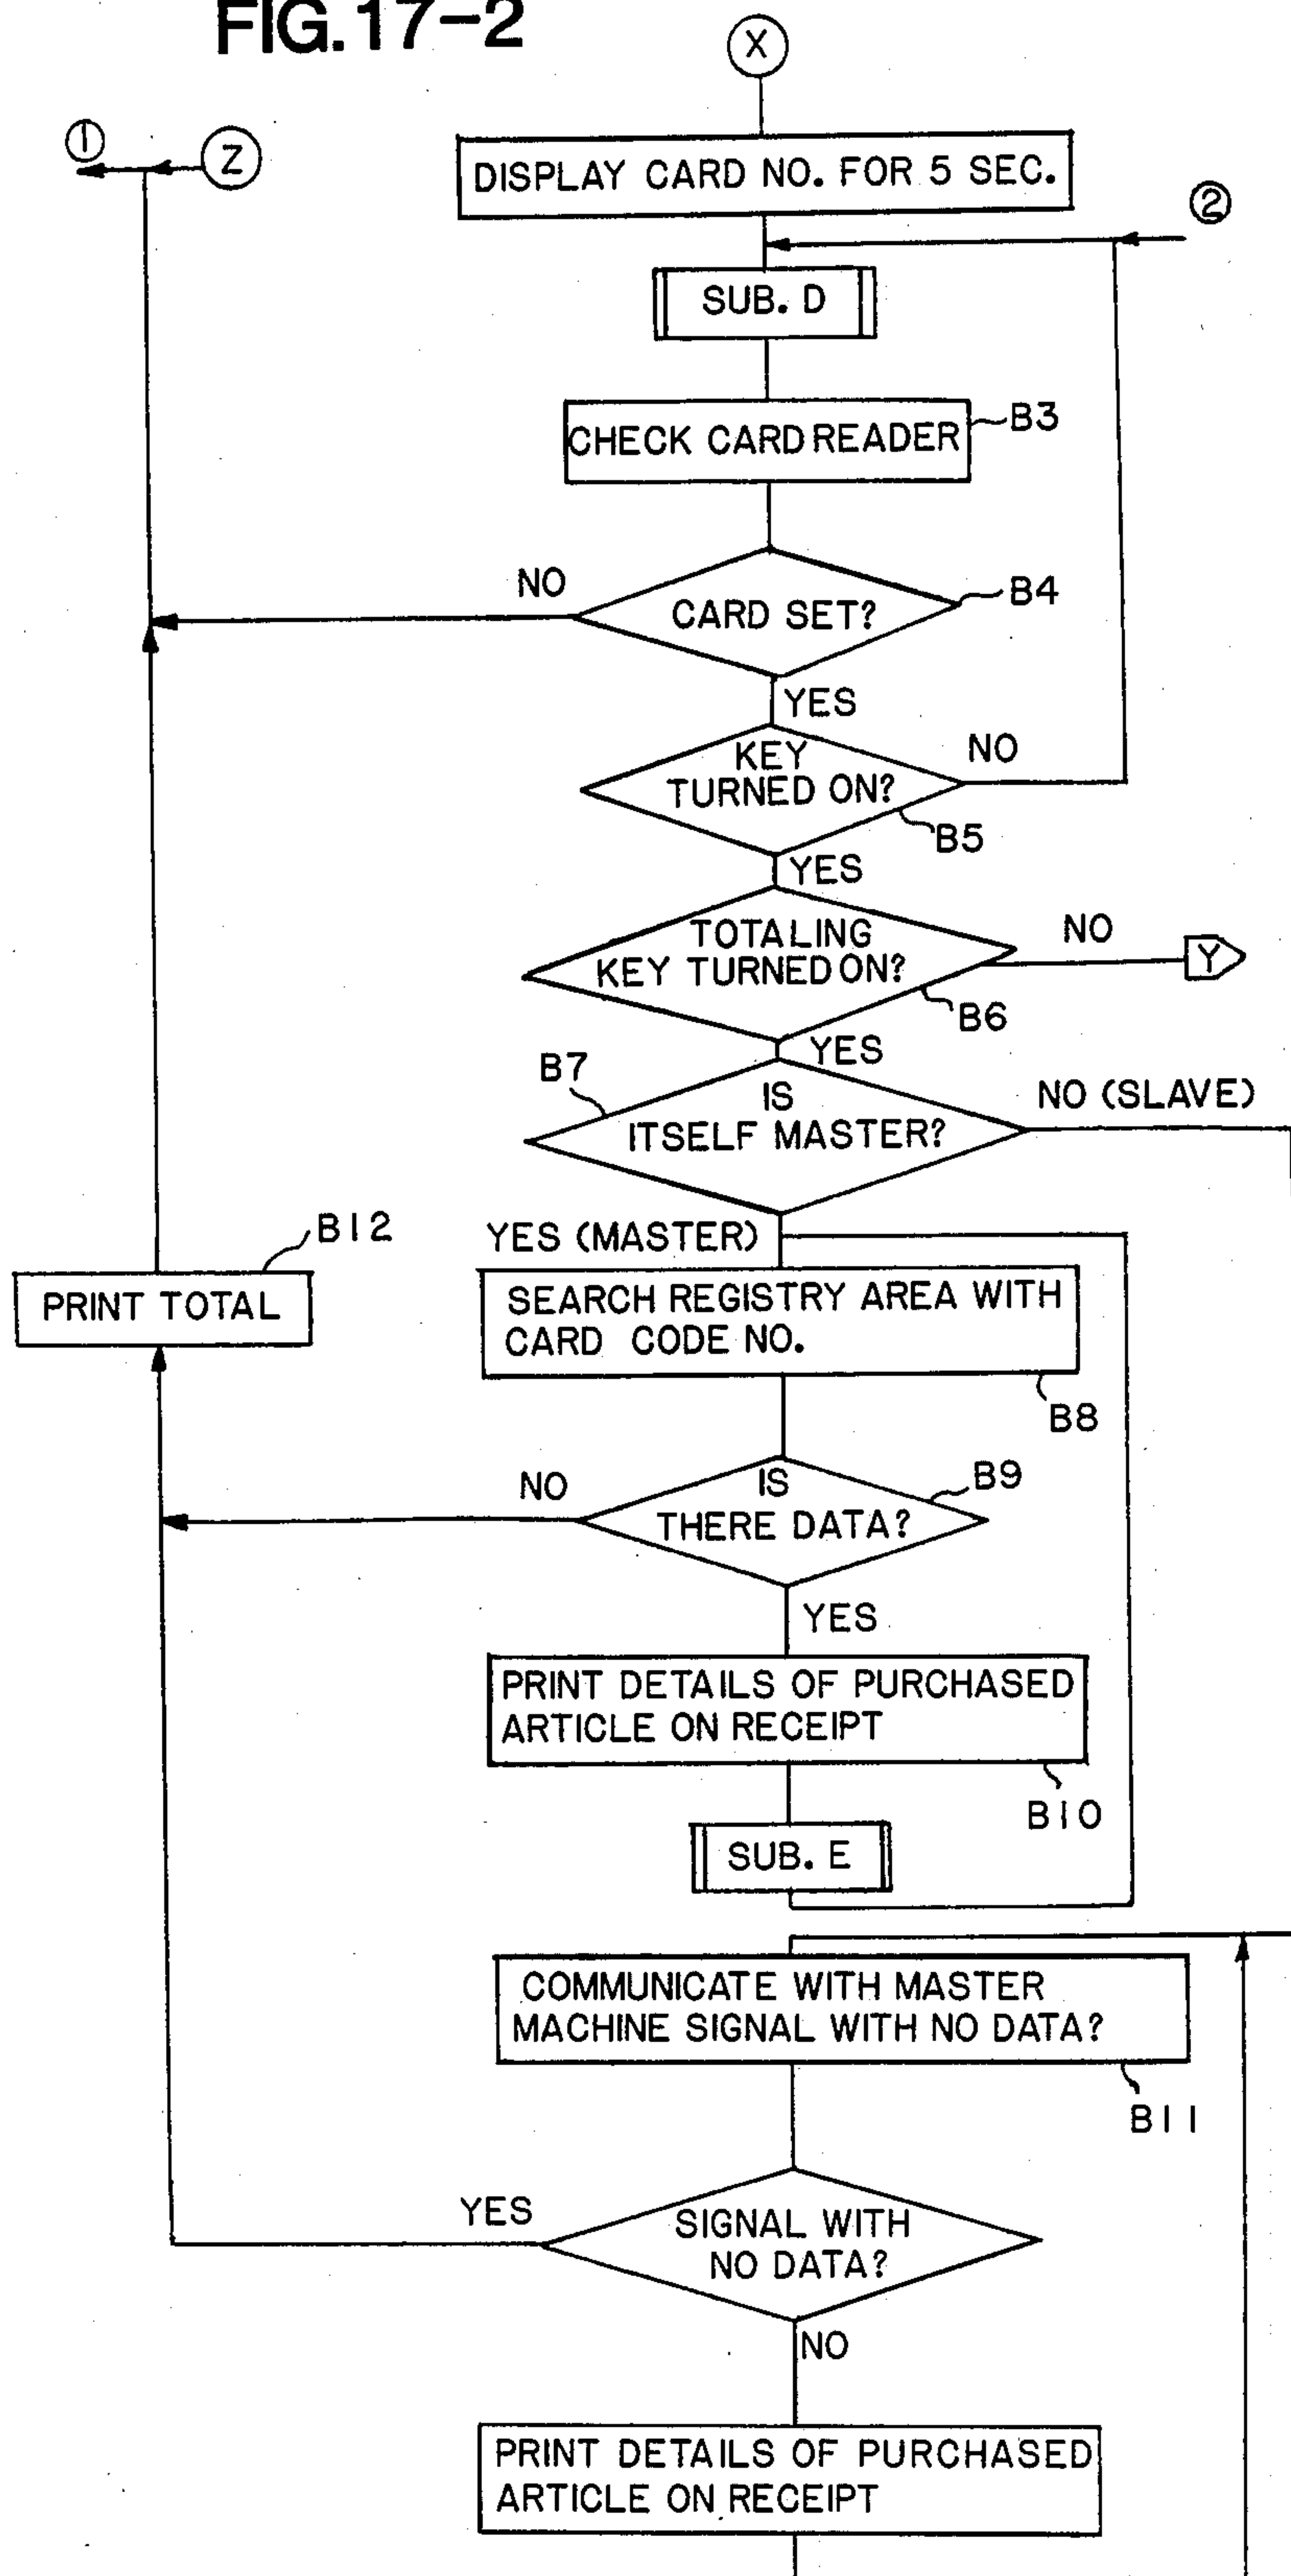 FIG. 17-2
X
1
Z
DISPLAY CARD NO. FOR 5 SEC.
2
SUB. D
CHECK CARD READER
B3
NO
CARD SET?
B4
YES
KEY
TURNED ON?
NO
B5
YES
TOTALING
KEY TURNED ON?
NO
Y
B6
YES
B7
IS
ITSELF MASTER?
NO (SLAVE)
B12
YES (MASTER)
PRINT TOTAL
SEARCH REGISTRY AREA WITH
CARD CODE NO.
B8
NO
IS
THERE DATA?
B9
YES
PRINT DETAILS OF PURCHASED
ARTICLE ON RECEIPT
B10
SUB. E
COMMUNICATE WITH MASTER
MACHINE SIGNAL WITH NO DATA?
B11
YES
SIGNAL WITH
NO DATA?
NO
PRINT DETAILS OF PURCHASED
ARTICLE ON RECEIPT